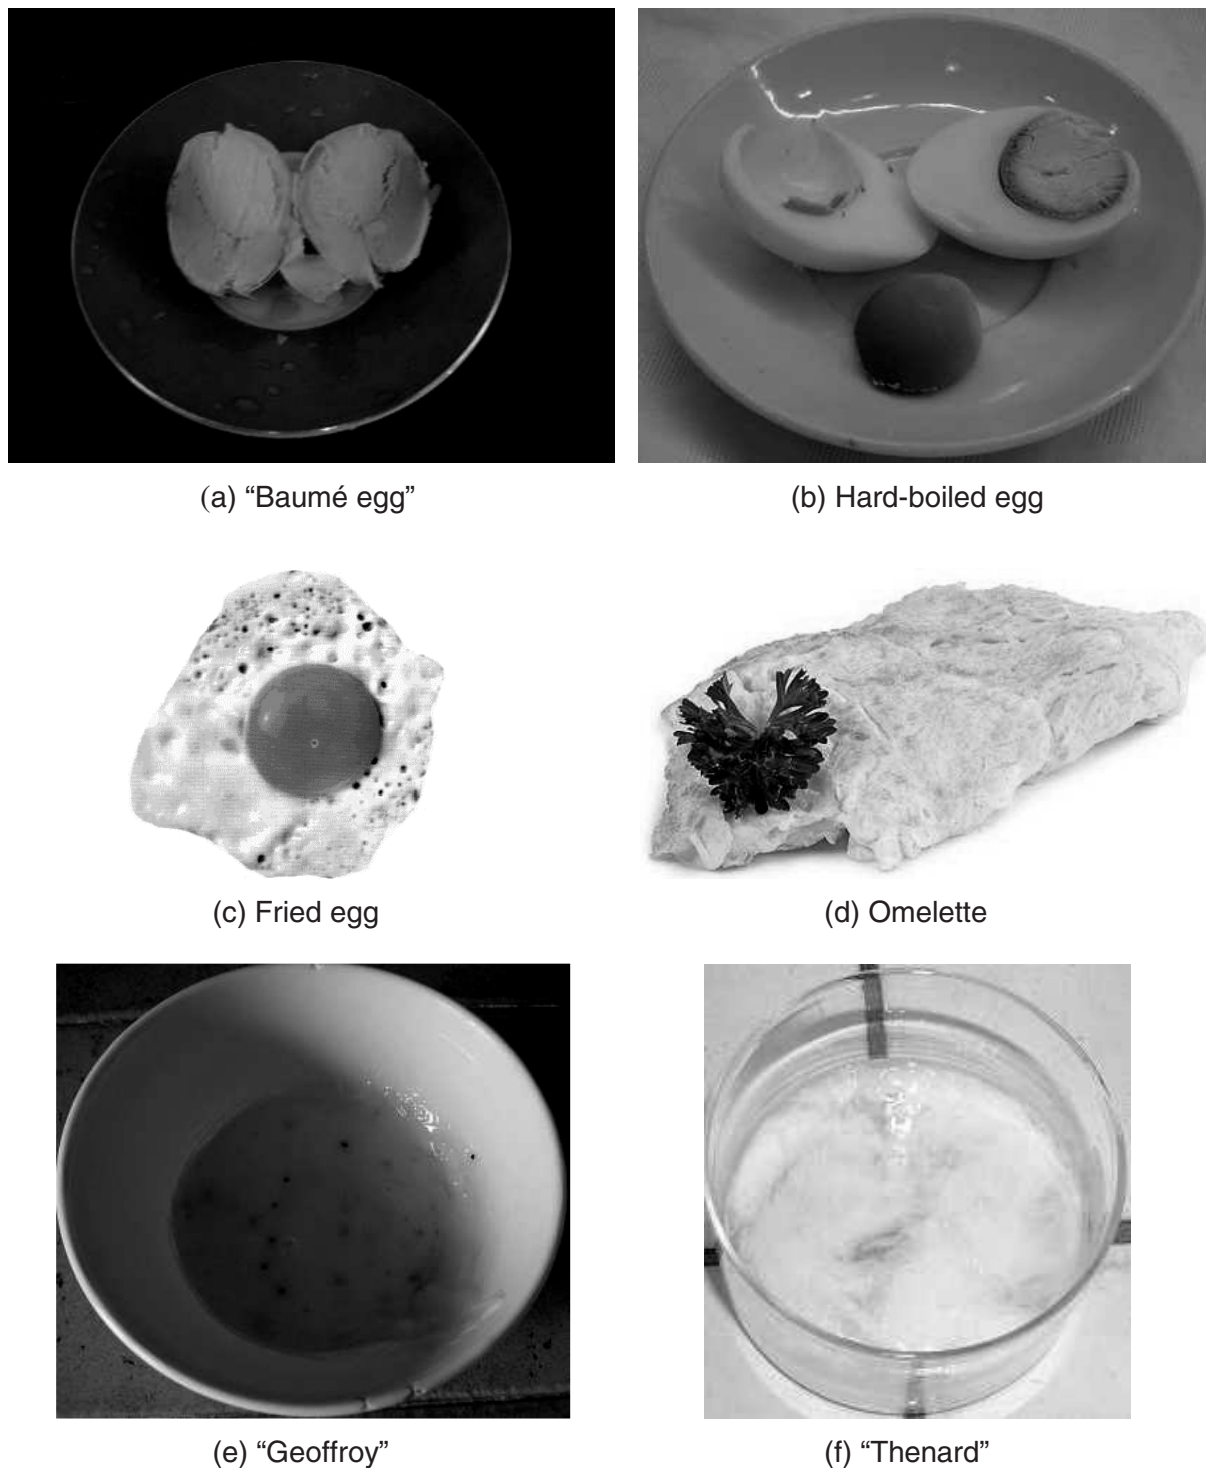 (a) “Baumé egg”
(b) Hard-boiled egg
(c) Fried egg
(d) Omelette
(e) “Geoffroy”
(f) “Thenard”